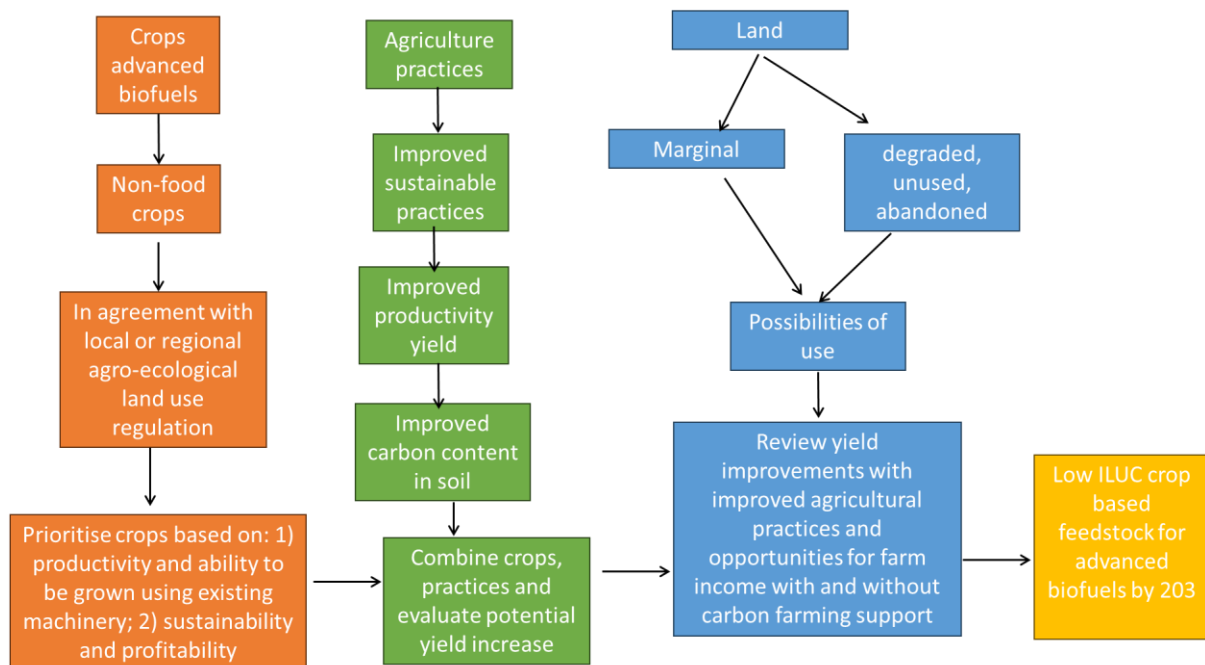 Crops
advanced
biofuels
Non-food
crops
In agreement with
local or regional
agro-ecological
land use
regulation
Prioritise crops based on: 1)
productivity and ability to
be grown using existing
machinery; 2) sustainability
and profitability
Agriculture
practices
Improved
sustainable
practices
Improved
productivity
yield
Improved
carbon content
in soil
Combine crops,
practices and
evaluate potential
yield increase
Land
Marginal
degraded,
unused,
abandoned
Possibilities of
use
Review yield
improvements with
improved agricultural
practices and
opportunities for farm
income with and without
carbon farming support
Low ILUC crop
based
feedstock for
advanced
biofuels by 203